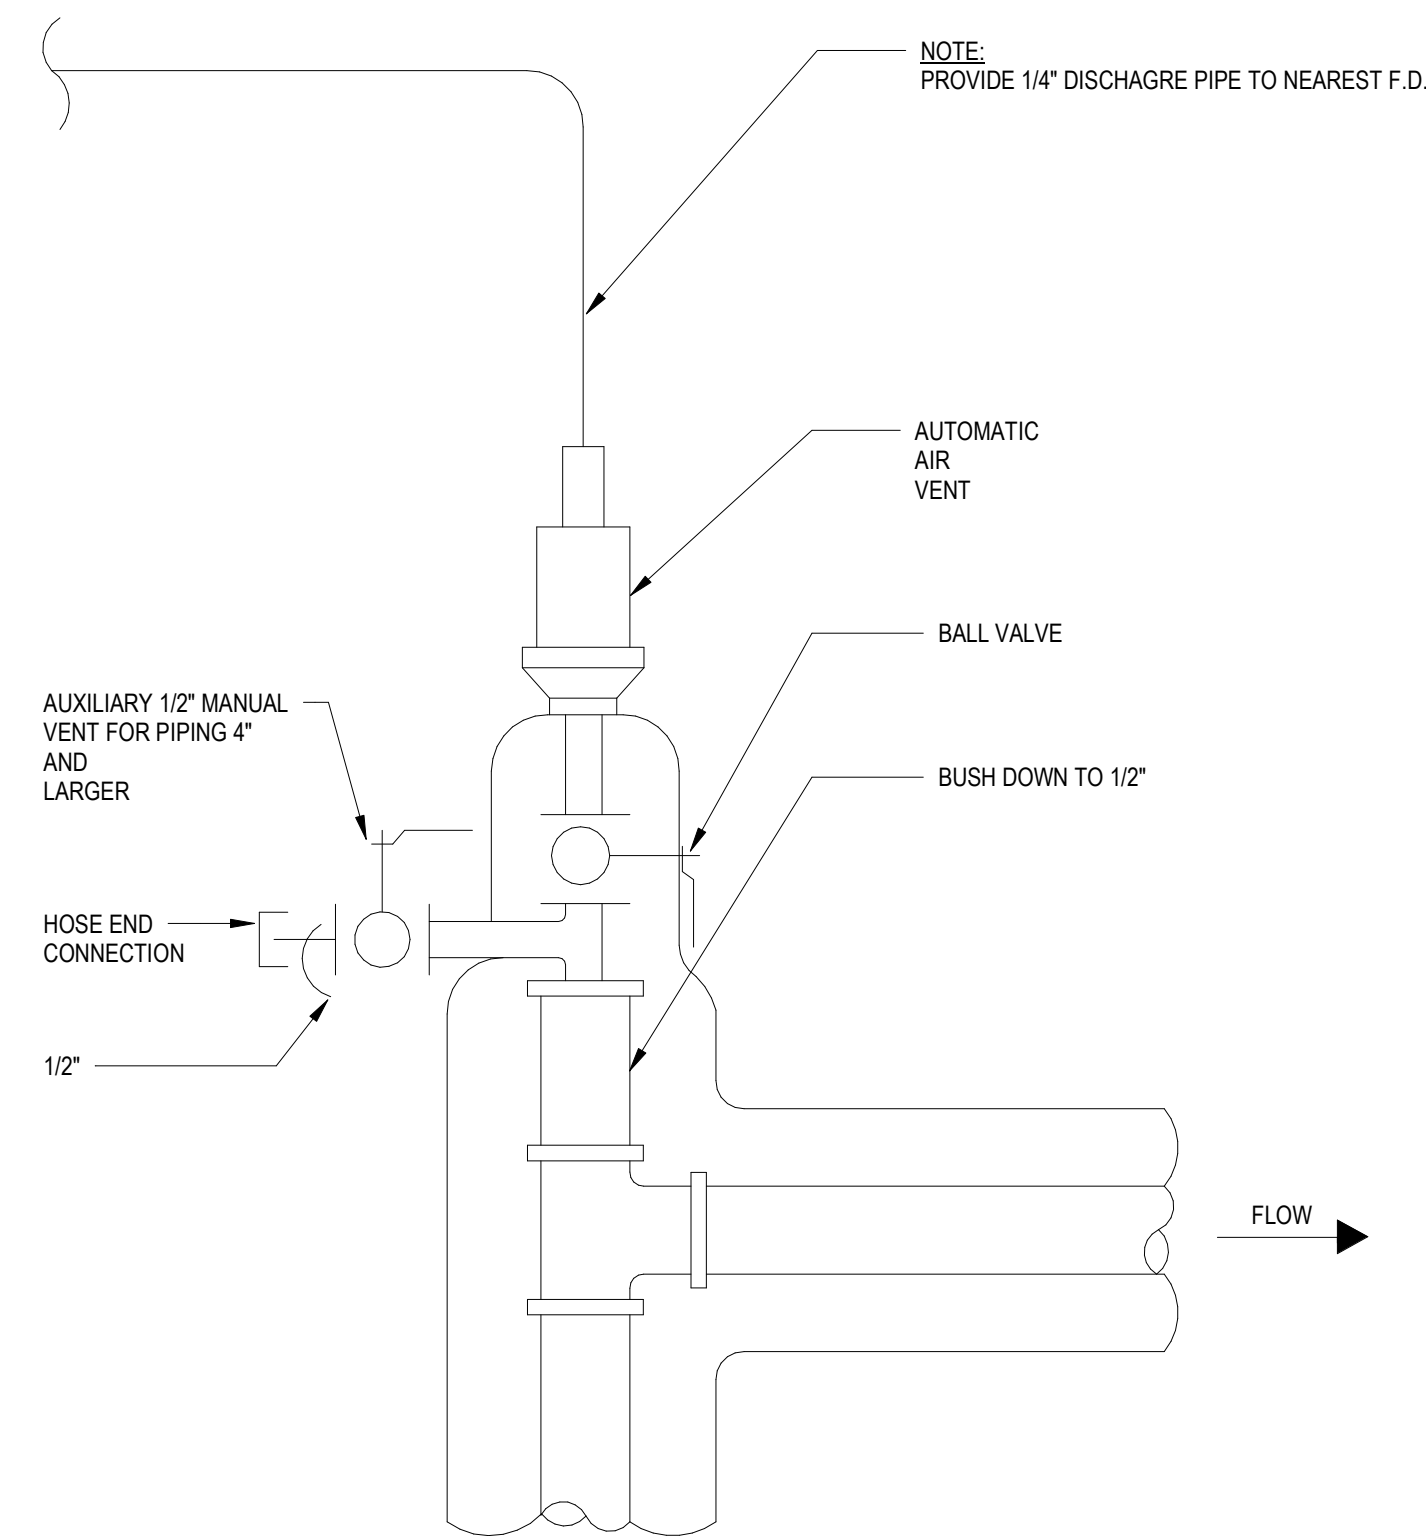 NOTE:
PROVIDE 1/4" DISCHAGRE PIPE TO NEAREST F.D.
AUTOMATIC
AIR
VENT
BALL VALVE
AUXILIARY 1/2" MANUAL
VENT FOR PIPING 4"
AND
LARGER
BUSH DOWN TO 1/2"
HOSE END
CONNECTION
1/2"
FLOW